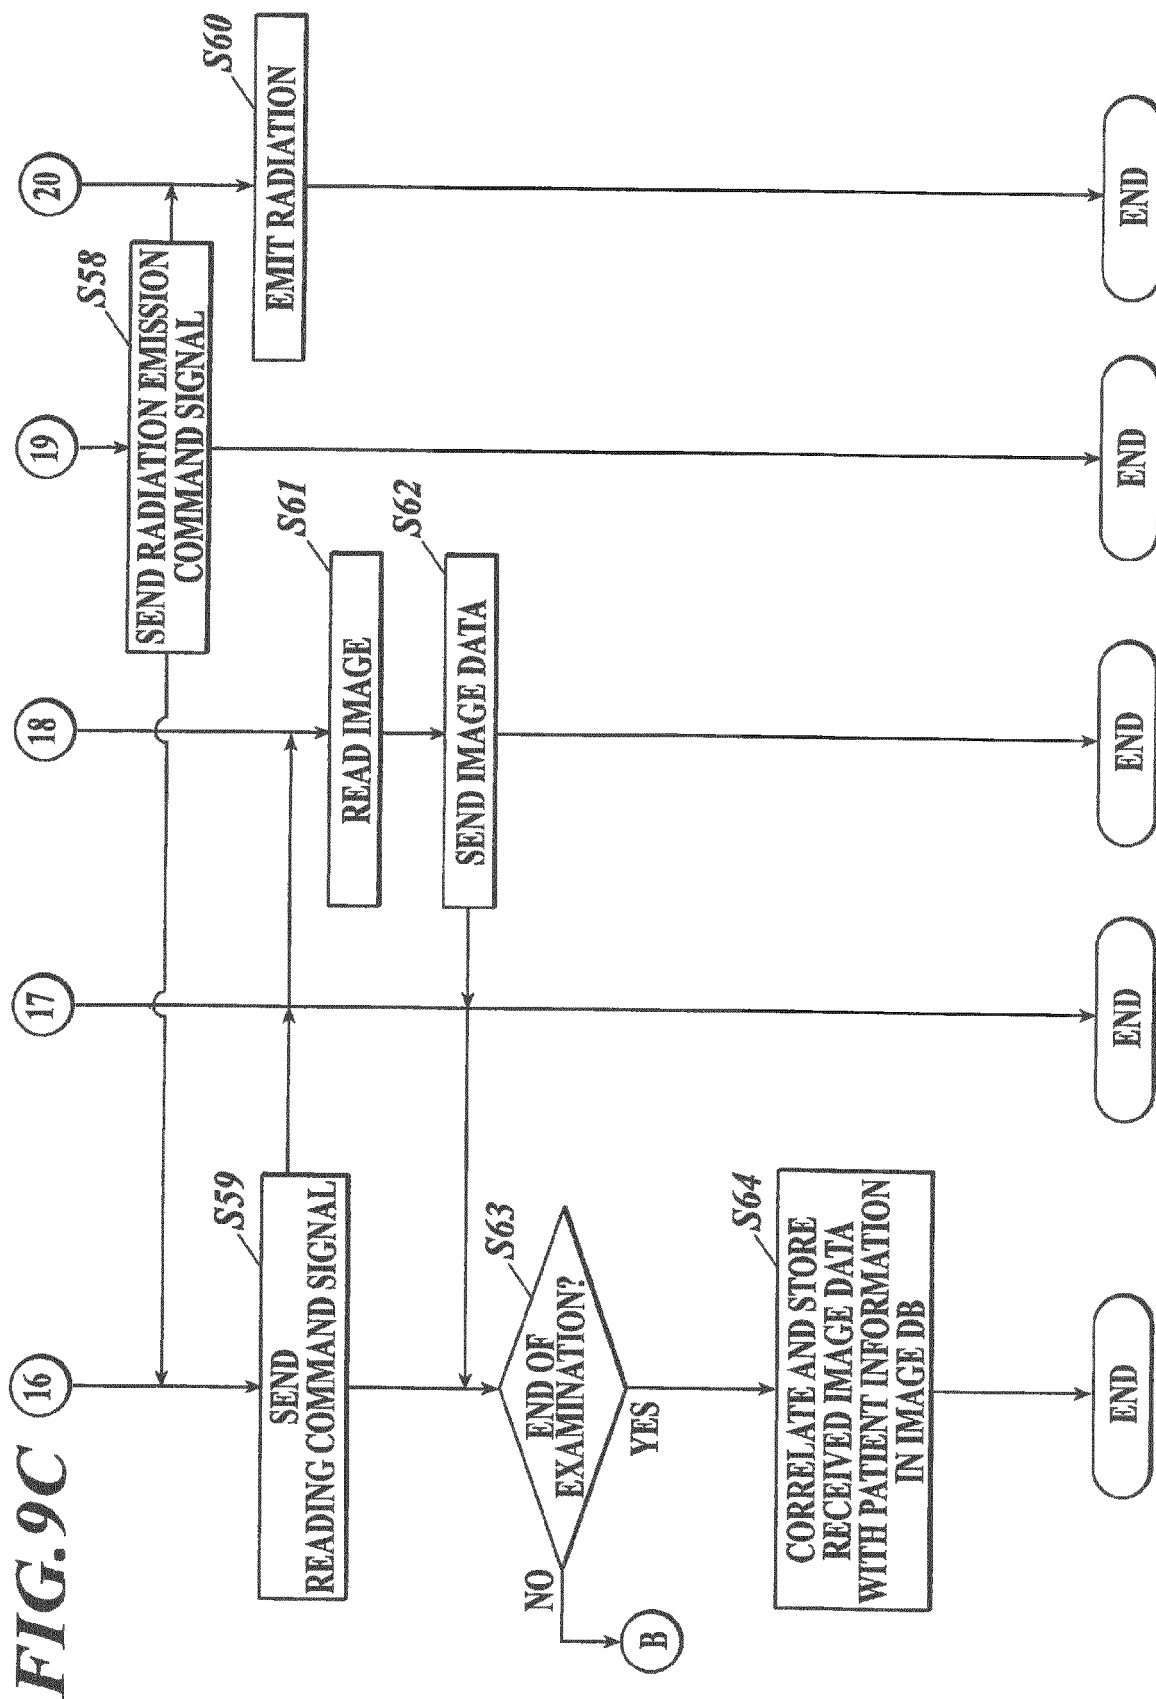 FIG. 9C
16
17
18
19
20
S58
SEND RADIATION EMISSION
COMMAND SIGNAL
S59
SEND
READING COMMAND SIGNAL
S60
EMIT RADIATION
S61
READ IMAGE
S62
SEND IMAGE DATA
S63
END OF
EXAMINATION?
NO
YES
B
S64
CORRELATE AND STORE
RECEIVED IMAGE DATA
WITH PATIENT INFORMATION
IN IMAGE DB
END
END
END
END
END